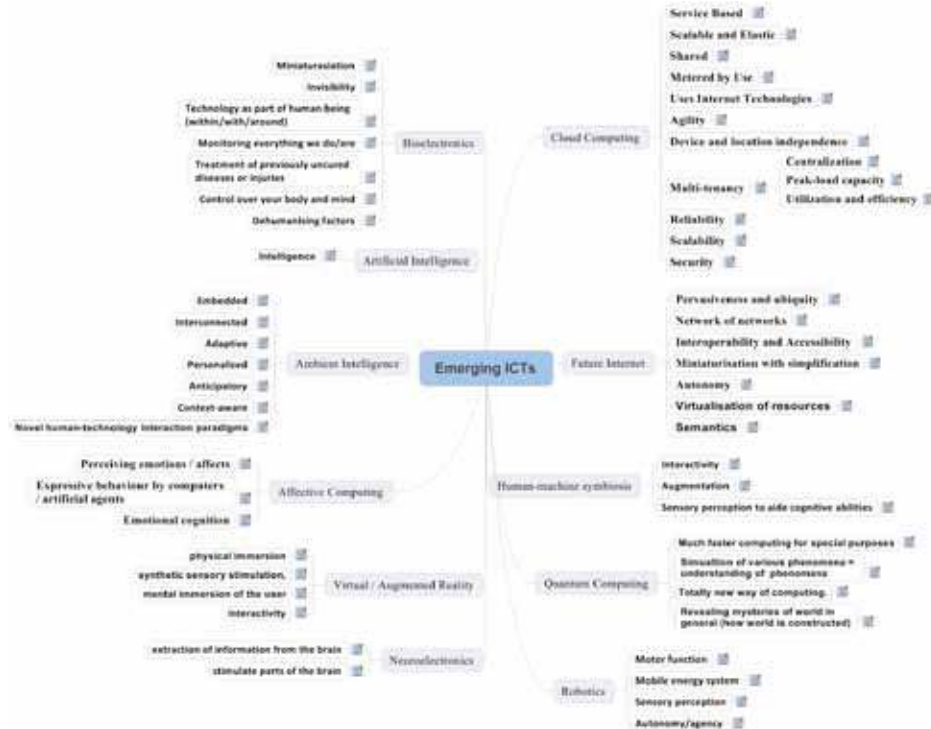 Emerging ICTs
Bioelectronics
Miniaturasiation
Invisibility
Technology as part of human being
(within/with/around)
Monitoring everything we do/are
Treatment of previously uncured
diseases or injuries
Control over your body and mind
Dehumanising factors
Artificial Intelligence
Intelligence
Ambient Intelligence
Embedded
Interconnected
Adaptive
Personalised
Anticipatory
Context-aware
Novel human-technology interaction paradigms
Affective Computing
Perceiving emotions / affects
Expressive behaviour by computers
/ artificial agents
Emotional cognition
Virtual / Augmented Reality
physical immersion
synthetic sensory stimulation,
mental immersion of the user
interactivity
Neuroelectronics
extraction of information from the brain
stimulate parts of the brain
Cloud Computing
Service Based
Scalable and Elastic
Shared
Metered by Use
Uses Internet Technologies
Agility
Device and location independence
Multi-tenancy
Centralization
Peak-load capacity
Utilization and efficiency
Reliability
Scalability
Security
Future Internet
Pervasiveness and ubiquity
Network of networks
Interoperability and Accessibility
Miniaturisation with simplification
Autonomy
Virtualisation of resources
Semantics
Human-machine symbiosis
Interactivity
Augmentation
Sensory perception to aide cognitive abilities
Quantum Computing
Much faster computing for special purposes
of various phenomena =
understanding of phenomena
Totally new way of computing.
Revealing mysteries of world in
general (how world is constructed)
Robotics
Motor function
Mobile energy system
Sensory perception
Autonomy/agency